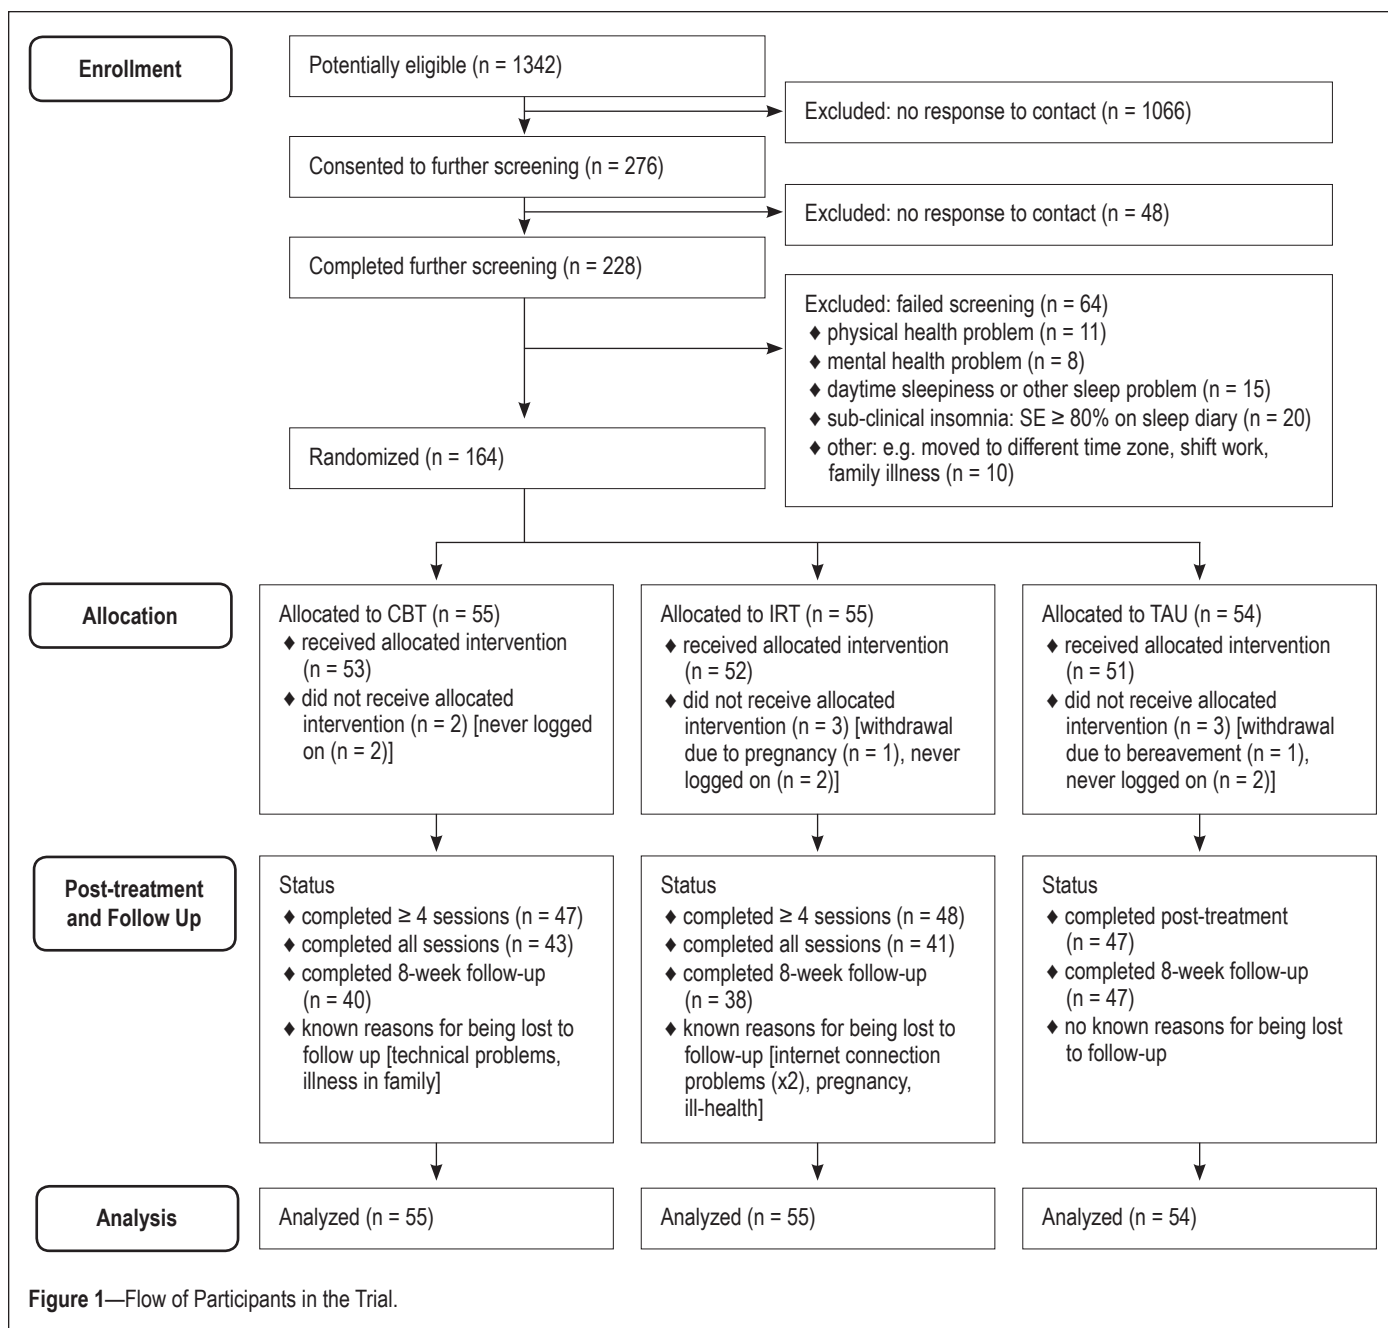 Enrollment
Potentially eligible (n = 1342)
Excluded: no response to contact (n = 1066)
Consented to further screening (n = 276)
Excluded: no response to contact (n = 48)
Completed further screening (n = 228)
Excluded: failed screening (n = 64)
♦ physical health problem (n = 11)
♦ mental health problem (n = 8)
♦ daytime sleepiness or other sleep problem (n = 15)
♦ sub-clinical insomnia: SE ≥ 80% on sleep diary (n = 20)
♦ other: e.g. moved to different time zone, shift work,
family illness (n = 10)
Randomized (n = 164)
Allocation
Allocated to CBT (n = 55)
♦ received allocated intervention
(n = 53)
♦ did not receive allocated
intervention (n = 2) [never logged
on (n = 2)]
Allocated to IRT (n = 55)
♦ received allocated intervention
(n = 52)
♦ did not receive allocated
intervention (n = 3) [withdrawal
due to pregnancy (n = 1), never
logged on (n = 2)]
Allocated to TAU (n = 54)
♦ received allocated intervention
(n = 51)
♦ did not receive allocated
intervention (n = 3) [withdrawal
due to bereavement (n = 1),
never logged on (n = 2)]
Post-treatment
and Follow Up
Status
♦ completed ≥ 4 sessions (n = 47)
♦ completed all sessions (n = 43)
♦ completed 8-week follow-up
(n = 40)
♦ known reasons for being lost to
follow up [technical problems,
illness in family]
Status
♦ completed ≥ 4 sessions (n = 48)
♦ completed all sessions (n = 41)
♦ completed 8-week follow-up
(n = 38)
♦ known reasons for being lost to
follow-up [internet connection
problems (x2), pregnancy,
ill-health]
Status
♦ completed post-treatment
(n = 47)
♦ completed 8-week follow-up
(n = 47)
♦ no known reasons for being lost
to follow-up
Analysis
Analyzed (n = 55)
Analyzed (n = 55)
Analyzed (n = 54)
Figure 1—Flow of Participants in the Trial.